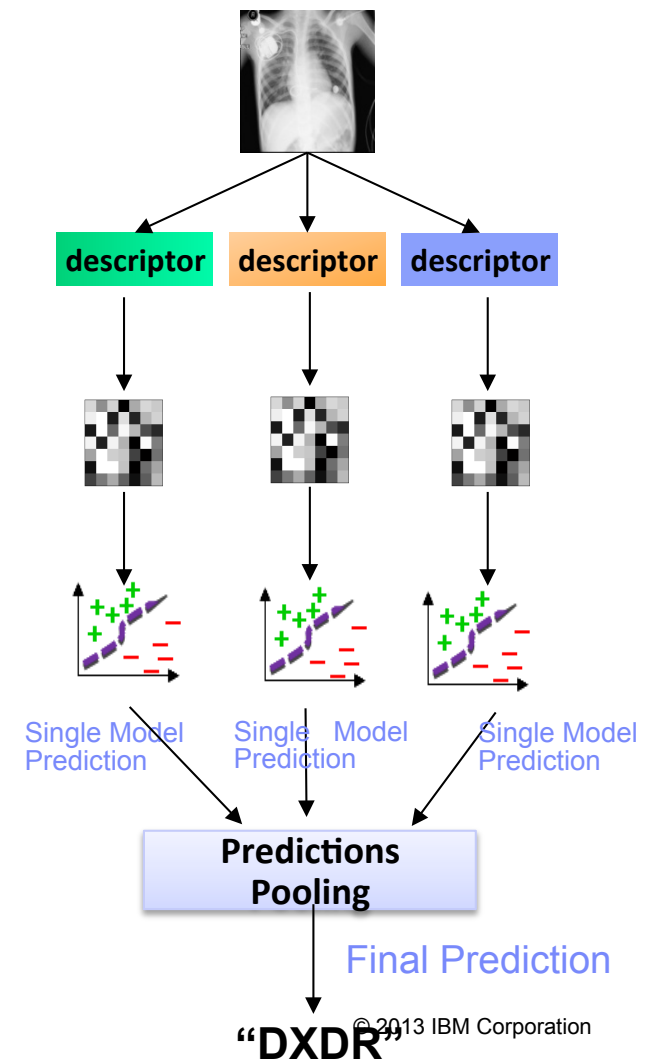 descriptor descriptor descriptor
Single Model Prediction
Single Model Prediction
Single Model Prediction
Predictions
Pooling
Final Prediction
© 2013 IBM Corporation
“DXDR”